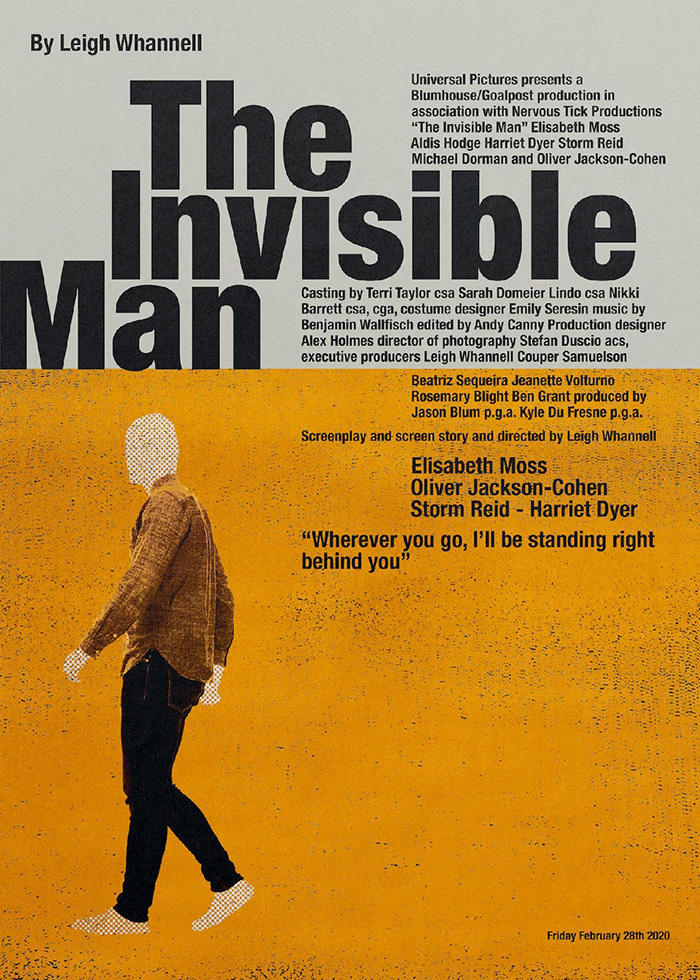 By Leigh Whannell
The
Invisible
Man
Universal Pictures presents a
Blumhouse/Goalpost production in
association with Nervous Tick Productions
“The Invisible Man” Elisabeth Moss
Aldis Hodge Harriet Dyer Storm Reid
Michael Dorman and Oliver Jackson-Cohen
Casting by Terri Taylor csa Sarah Domeier Lindo csa Nikki
Barrett csa, cga, costume designer Emily Seresin music by
Benjamin Wallfisch edited by Andy Canny Production designer
Alex Holmes director of photography Stefan Duscio acs,
executive producers Leigh Whannell Couper Samuelson
Beatriz Sequeira Jeanette Volturno
Rosemary Blight Ben Grant produced by
Jason Blum p.g.a. Kyle Du Fresne p.g.a.
Screenplay and screen story and directed by Leigh Whannell
Elisabeth Moss
Oliver Jackson-Cohen
Storm Reid - Harriet Dyer
“Wherever you go, I’ll be standing right
behind you”
Friday February 28th 2020